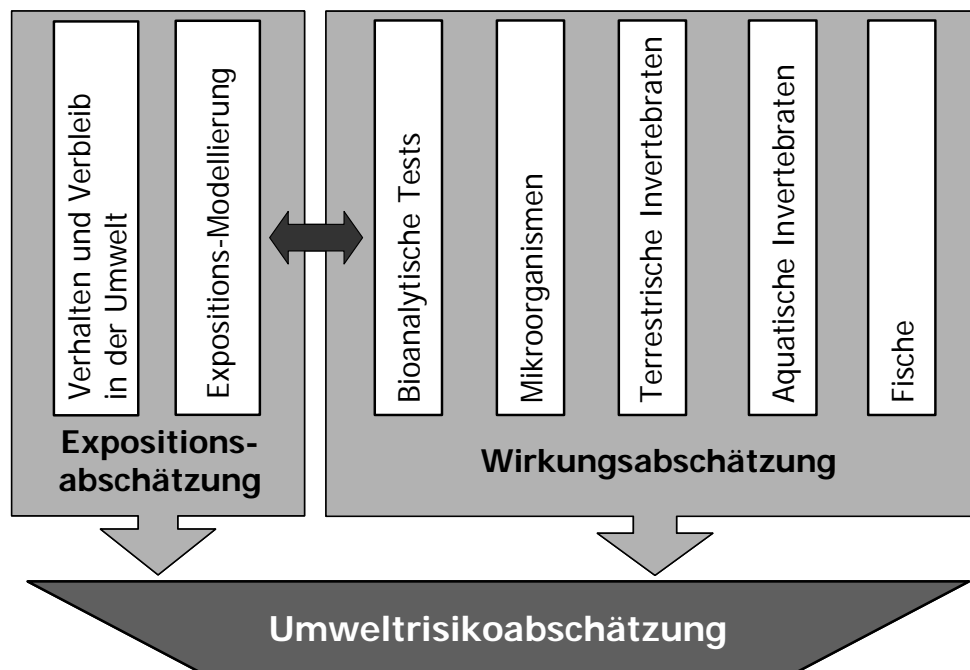 Verhalten und Verbleib
in der Umwelt
Expositions-Modellierung
Expositions-
abschätzung
Bioanalytische Tests
Mikroorganismen
Terrestrische Invertebraten
Aquatische Invertebraten
Fische
Wirkungsabschätzung
Umweltrisikoabschätzung